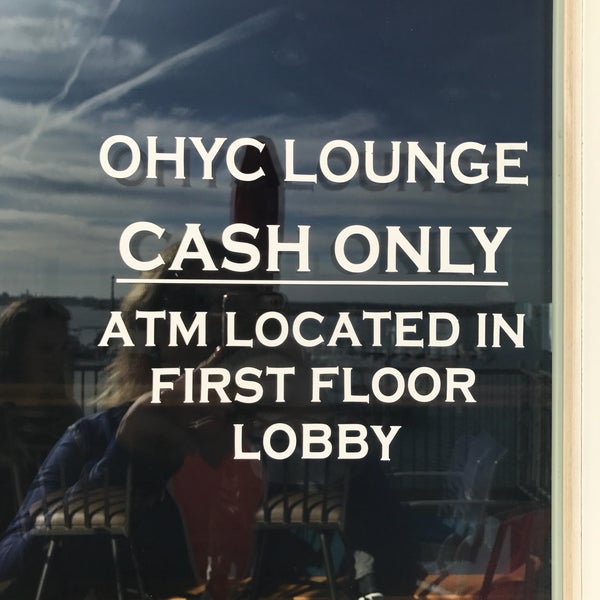 OHYC LOUNGE
CASH ONLY
ATM LOCATED IN
FIRST FLOOR
LOBBY